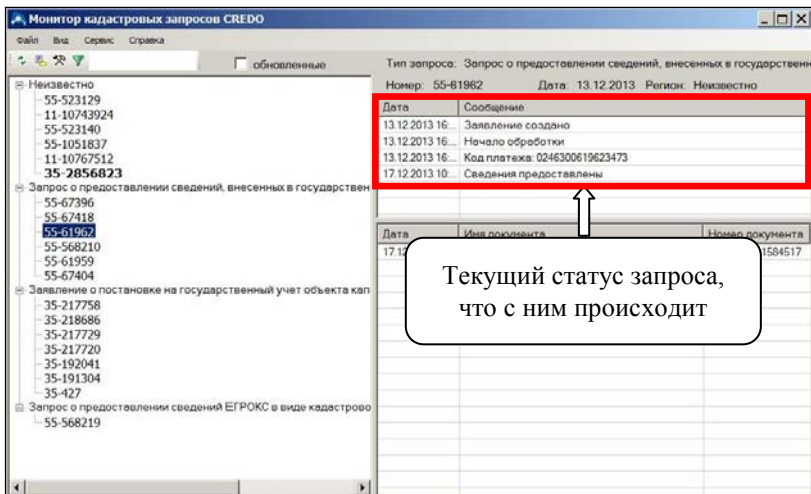 Монитор кадастровых запросов CREDO
Файл Вид Сервис Справка
обновленные
Неизвестно
55-523129
11-10743924
55-523140
55-1051837
11-10767512
35-2856823
Запрос о предоставлении сведений, внесенных в государствен
55-67396
55-67418
55-61962
55-568210
55-61959
55-67404
Заявление о постановке на государственный учет объекта кап
35-217758
35-218686
35-217729
35-217720
35-192041
35-191304
35-427
Запрос о предоставлении сведений ЕГРОКС в виде кадастрово
55-568219
Тип запроса: Запрос о предоставлении сведений, внесенных в государственн
Номер: 55-61962 Дата: 13.12.2013 Регион: Неизвестно
Дата Сообщение
13.12.2013 16:... Заявление создано
13.12.2013 16:... Начало обработки
13.12.2013 16:... Код платежа: 0246300619623473
17.12.2013 10:... Сведения предоставлены
Дата Имя документа Номер документа
17.12 1584517
Текущий статус запроса,
что с ним происходит